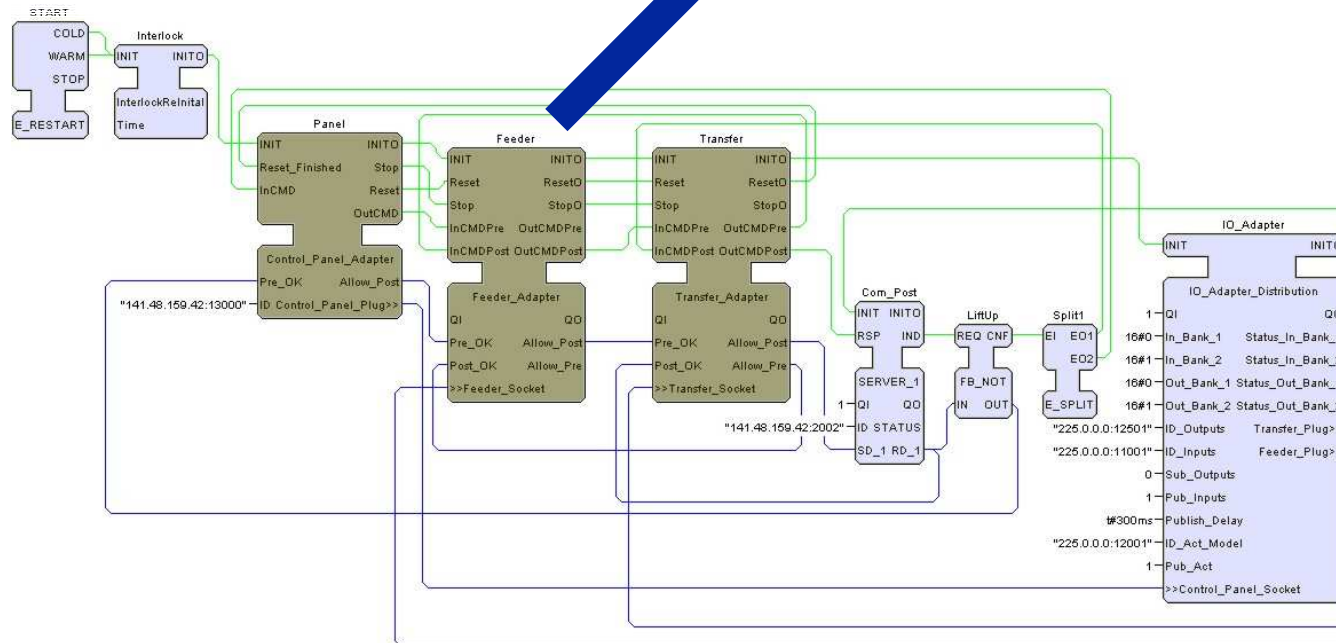 START
COLD
WARM
STOP
E_RESTART
Interlock
INIT INITO
InterlockReInital
Time
Panel
INIT INITO
Reset_Finished Stop
InCMD Reset
OutCMD
Control_Panel_Adapter
Pre_OK Allow_Post
"141.48.159.42:13000" ID Control_Panel_Plug>>
Feeder
INIT INITO
Reset ResetO
Stop StopO
InCMDPre OutCMDPre
InCMDPost OutCMDPost
Feeder_Adapter
QI QO
Pre_OK Allow_Post
Post_OK Allow_Pre
>>Feeder_Socket
Transfer
INIT INITO
Reset ResetO
Stop StopO
InCMDPre OutCMDPre
InCMDPost OutCMDPost
Transfer_Adapter
QI QO
Pre_OK Allow_Post
Post_OK Allow_Pre
>>Transfer_Socket
Com_Post
INIT INITO
RSP IND
SERVER_1
1 QI QO
"141.48.159.42:2002" ID STATUS
SD_1 RD_1
LiftUp
REQ CNF
FB_NOT
IN OUT
Split1
EI EO1
EO2
E_SPLIT
IO_Adapter
INIT INITO
IO_Adapter_Distribution
1 QI QO
16#0 In_Bank_1 Status_In_Bank_
16#1 In_Bank_2 Status_In_Bank_
16#0 Out_Bank_1 Status_Out_Bank_
16#1 Out_Bank_2 Status_Out_Bank_
"225.0.0.0:12501" ID_Outputs Transfer_Plug>
"225.0.0.0:11001" ID_Inputs Feeder_Plug>
0 Sub_Outputs
1 Pub_Inputs
t#300ms Publish_Delay
"225.0.0.0:12001" ID_Act_Model
1 Pub_Act
>>Control_Panel_Socket